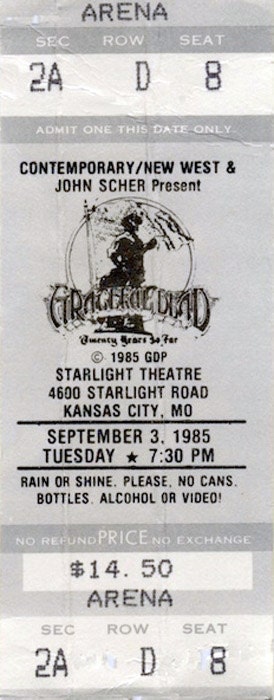 ARENA
SEC ROW SEAT
2A D 8
ADMIT ONE THIS DATE ONLY.
CONTEMPORARY/NEW WEST &
JOHN SCHER Present
GRATEFUL DEAD
Twenty Years So Far
© 1985 GDP
STARLIGHT THEATRE
4600 STARLIGHT ROAD
KANSAS CITY, MO
SEPTEMBER 3, 1985
TUESDAY ★ 7:30 PM
RAIN OR SHINE. PLEASE, NO CANS,
BOTTLES, ALCOHOL OR VIDEO!
NO REFUND PRICE NO EXCHANGE
$14.50
ARENA
SEC ROW SEAT
2A D 8